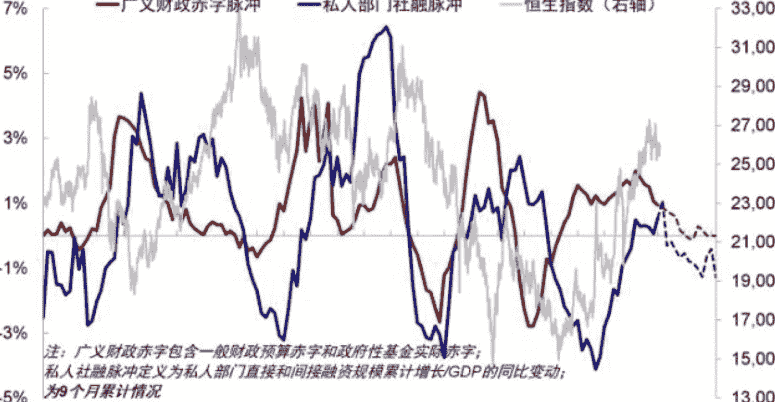 7% 广义财政赤字脉冲 私人部门社融脉冲 恒生指数（右轴） 33,00
31,00
5% 29,00
3% 27,00
25,00
1% 23,00
21,00
-1% 19,00
-3% 17,00
注：广义财政赤字包含一般财政预算赤字和政府性基金实际赤字；
15,00
私人社融脉冲定义为私人部门直接和间接融资规模累计增长/GDP的同比变动；
为9个月累计情况
-5% 13,00